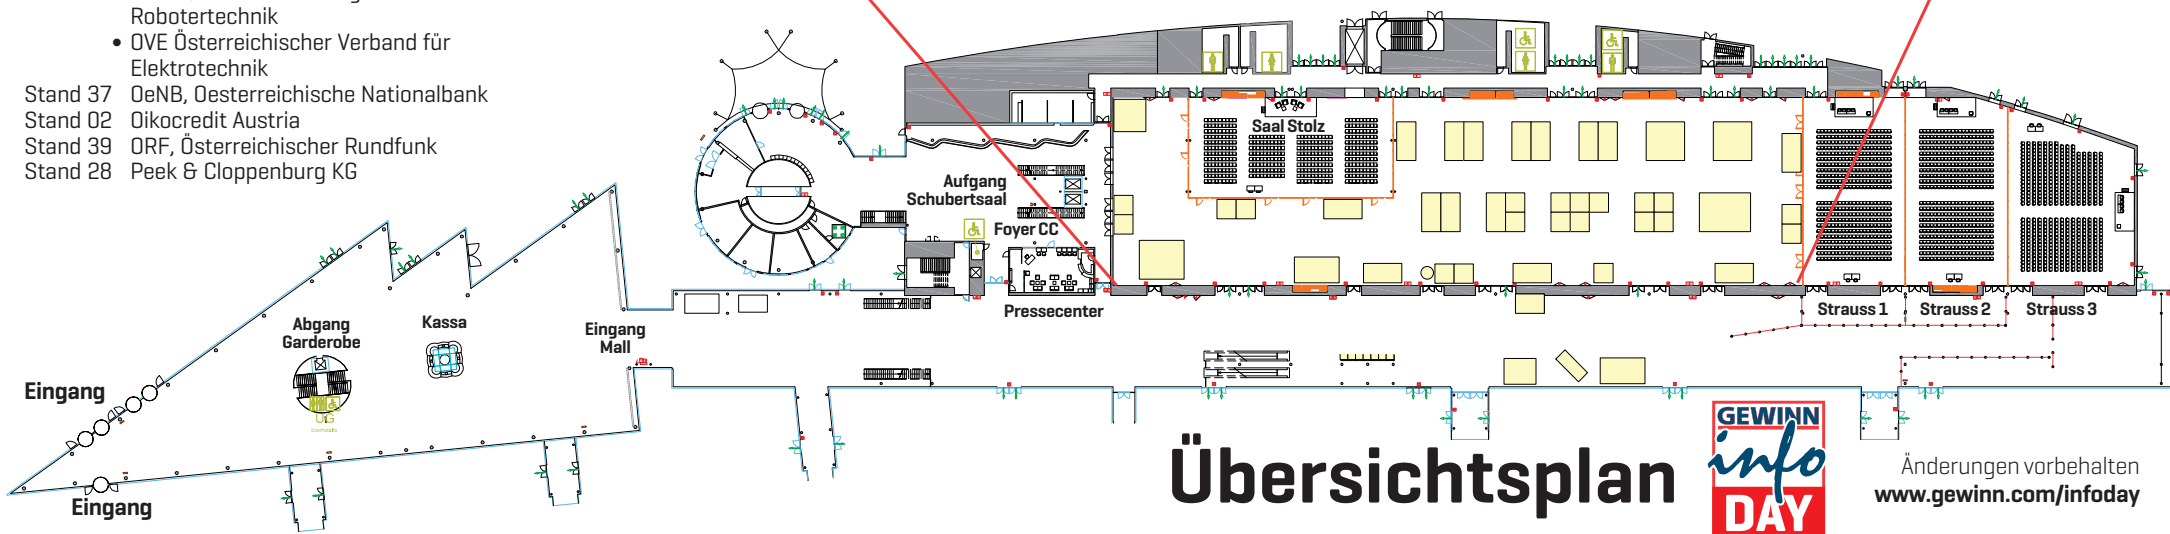 Robotertechnik
• OVE Österreichischer Verband für
Elektrotechnik
Stand 37 OeNB, Oesterreichische Nationalbank
Stand 02 Oikocredit Austria
Stand 39 ORF, Österreichischer Rundfunk
Stand 28 Peek & Cloppenburg KG
Saal Stolz
Aufgang
Schubertsaal
Foyer CC
Pressecenter
Strauss 1
Strauss 2
Strauss 3
Abgang
Garderobe
Kassa
Eingang
Mall
Eingang
UG
Eingang
Übersichtsplan
GEWINN
info
DAY
Änderungen vorbehalten
www.gewinn.com/infoday